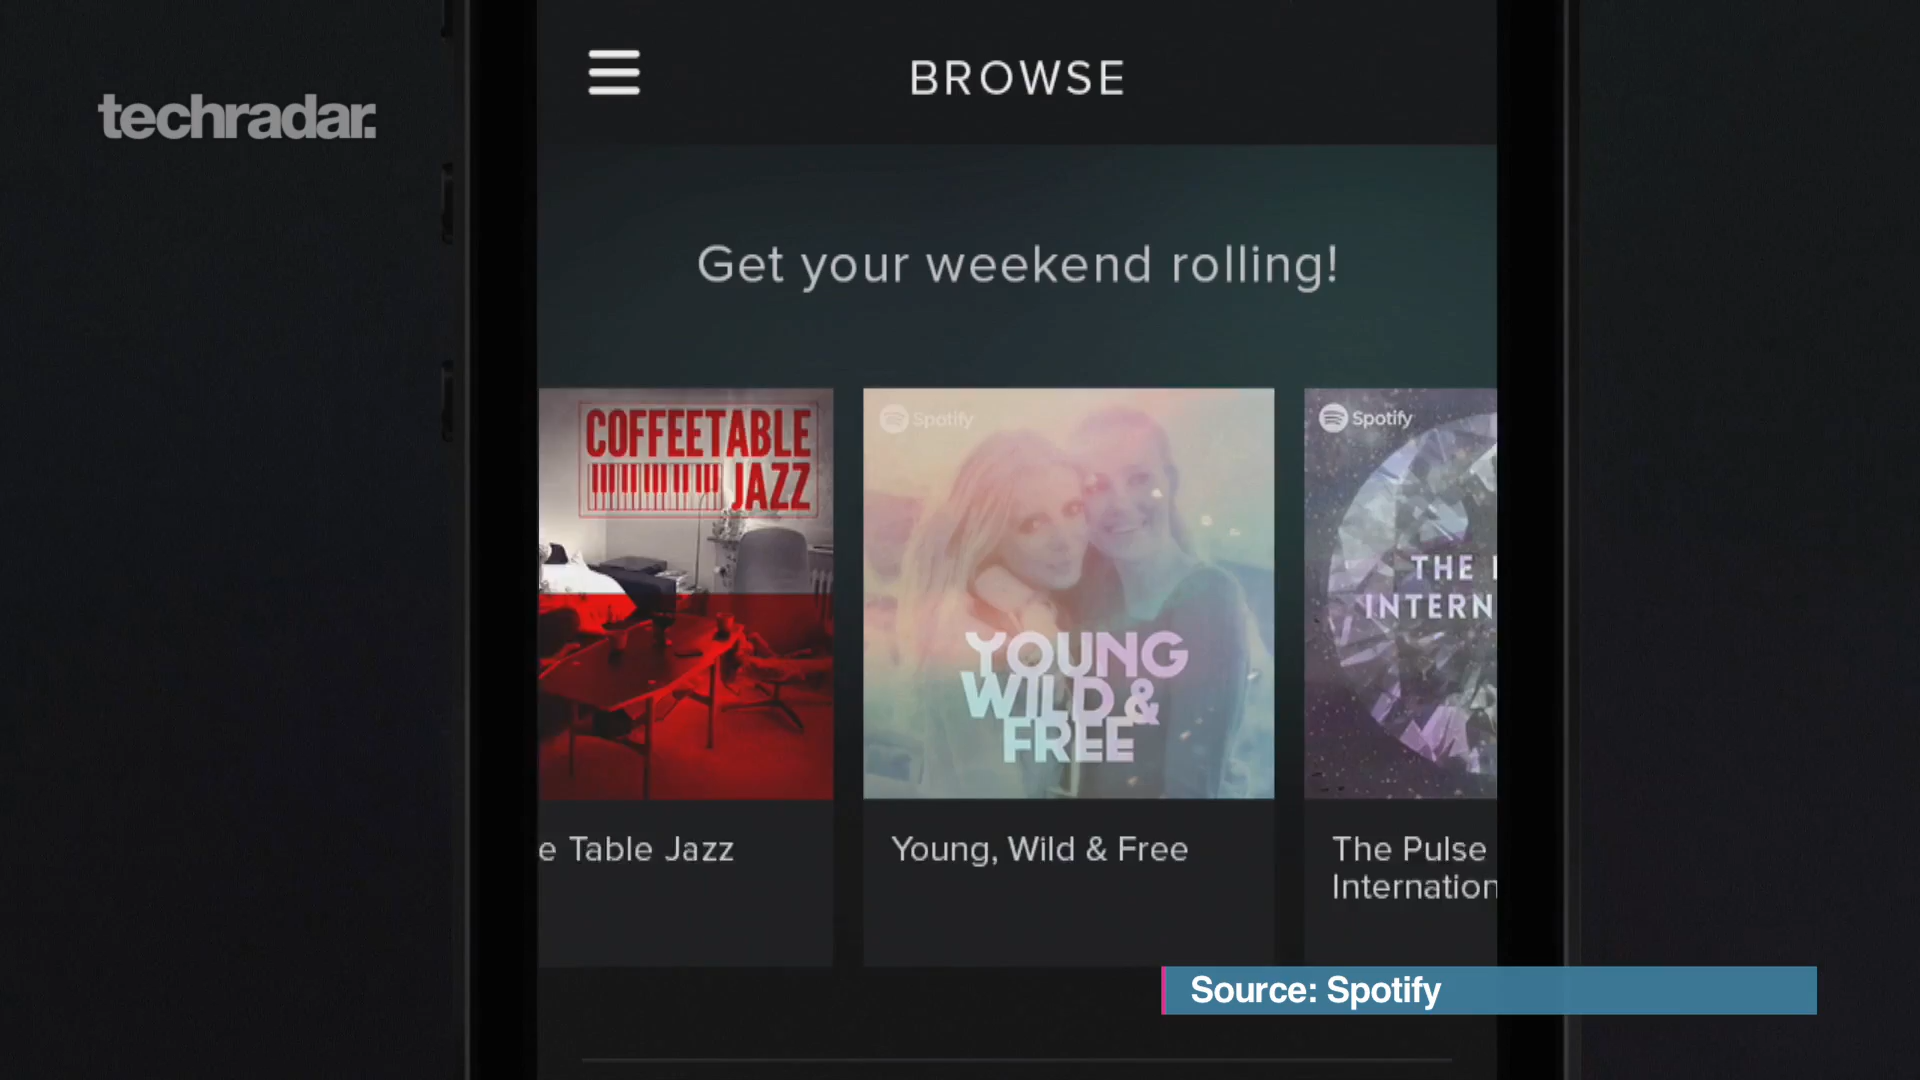 techradar.
BROWSE
Get your weekend rolling!
COFFEETABLE
JAZZ
Spotify
YOUNG
WILD &
FREE
Spotify
THE
INTERN
e Table Jazz
Young, Wild & Free
The Pulse
Internation
Source: Spotify